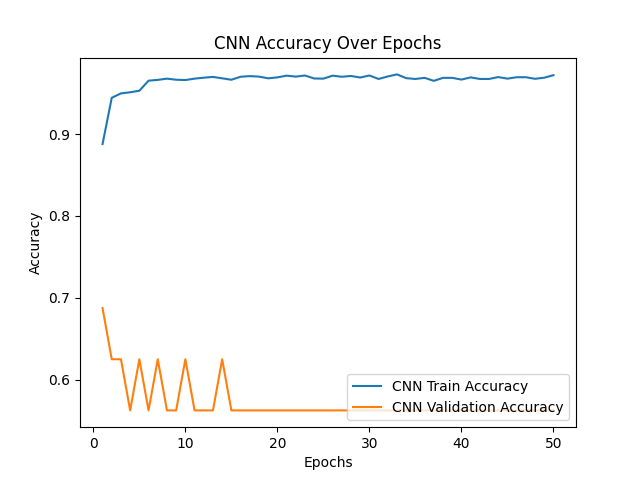 CNN Accuracy Over Epochs
Accuracy
0.9
0.8
0.7
0.6
CNN Train Accuracy
CNN Validation Accuracy
0 10 20 30 40 50
Epochs